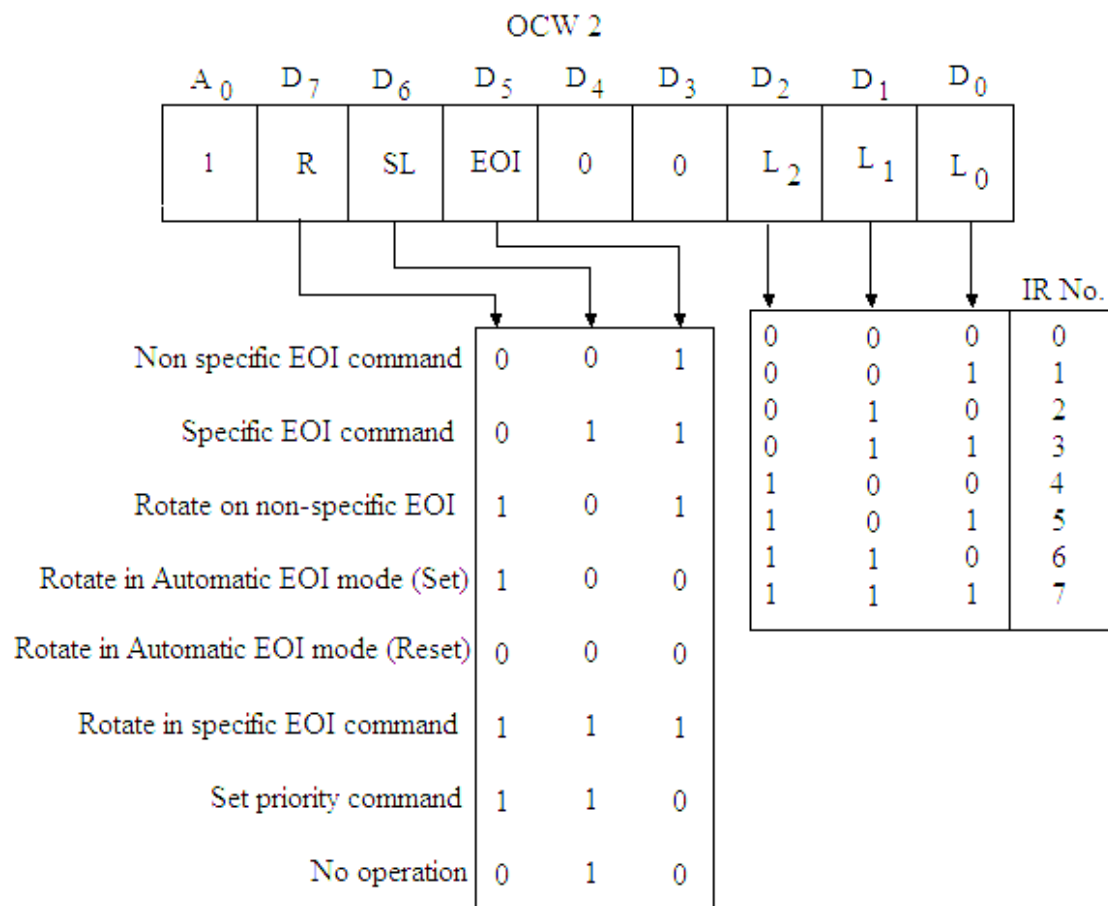 OCW 2
A0 D7 D6 D5 D4 D3 D2 D1 D0
1 R SL EOI 0 0 L2 L1 L0
IR No.
0 0 0 0
0 0 1 1
0 1 0 2
0 1 1 3
1 0 0 4
1 0 1 5
1 1 0 6
1 1 1 7
Non specific EOI command 0 0 1
Specific EOI command 0 1 1
Rotate on non-specific EOI 1 0 1
Rotate in Automatic EOI mode (Set) 1 0 0
Rotate in Automatic EOI mode (Reset) 0 0 0
Rotate in specific EOI command 1 1 1
Set priority command 1 1 0
No operation 0 1 0